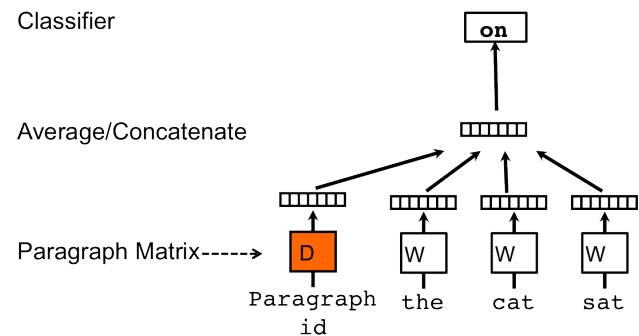 Classifier
on
Average/Concatenate
Paragraph Matrix
D
W
W
W
Paragraph
id
the
cat
sat